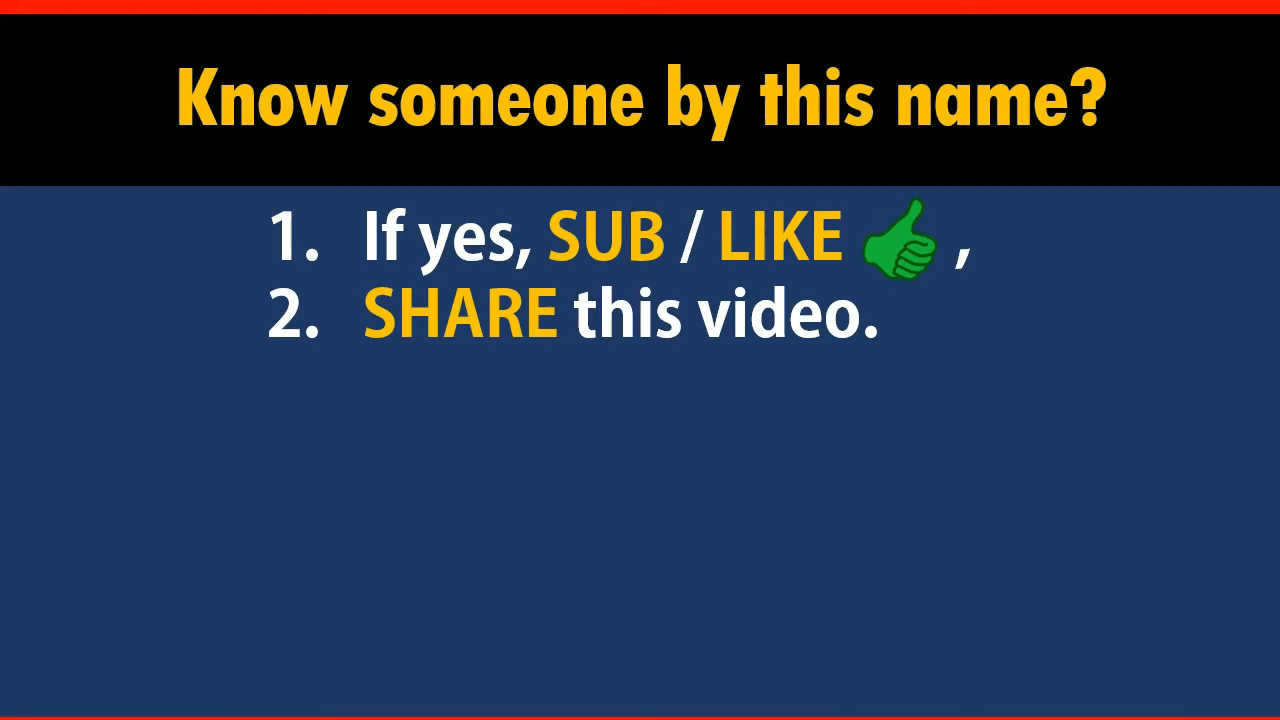 Know someone by this name?
1. If yes, SUB / LIKE ,
2. SHARE this video.